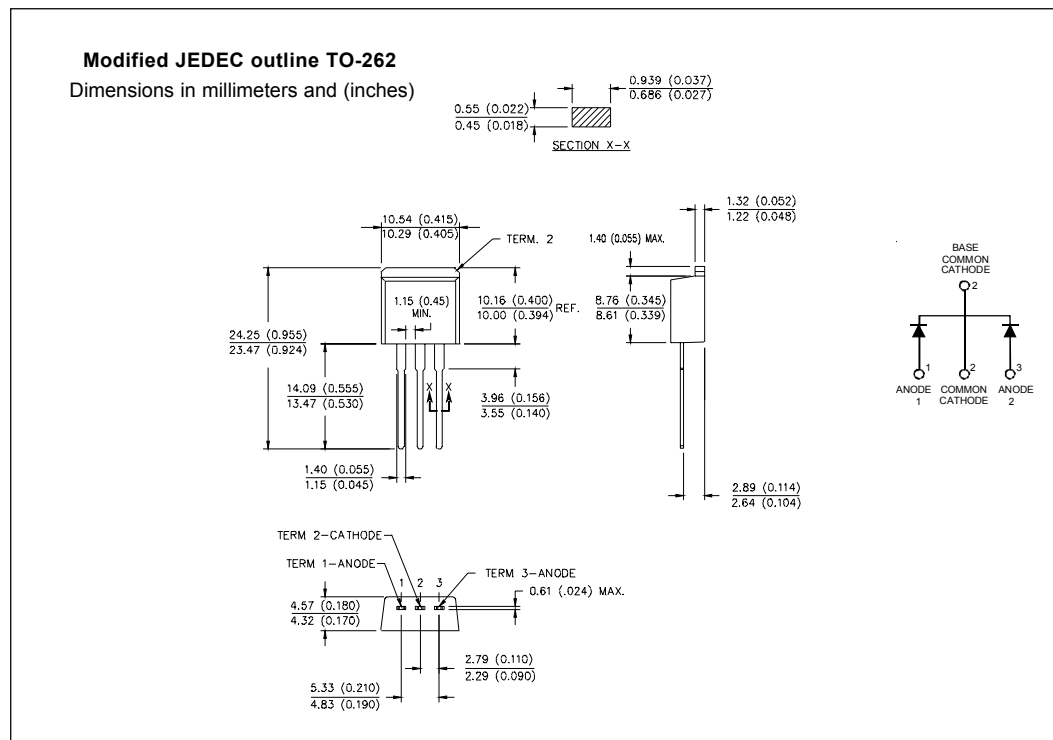 Modified JEDEC outline TO-262
Dimensions in millimeters and (inches)
0.939 (0.037)
0.686 (0.027)
0.55 (0.022)
0.45 (0.018)
SECTION X-X
10.54 (0.415)
10.29 (0.405)
TERM. 2
1.32 (0.052)
1.22 (0.048)
1.40 (0.055) MAX.
1.15 (0.45)
MIN.
10.16 (0.400)
10.00 (0.394)
REF.
8.76 (0.345)
8.61 (0.339)
24.25 (0.955)
23.47 (0.924)
14.09 (0.555)
13.47 (0.530)
X X
3.96 (0.156)
3.55 (0.140)
1.40 (0.055)
1.15 (0.045)
2.89 (0.114)
2.64 (0.104)
BASE
COMMON
CATHODE
2
1 2 3
ANODE COMMON ANODE
1 CATHODE 2
TERM 2-CATHODE
TERM 1-ANODE
TERM 3-ANODE
1 2 3
0.61 (.024) MAX.
4.57 (0.180)
4.32 (0.170)
2.79 (0.110)
2.29 (0.090)
5.33 (0.210)
4.83 (0.190)